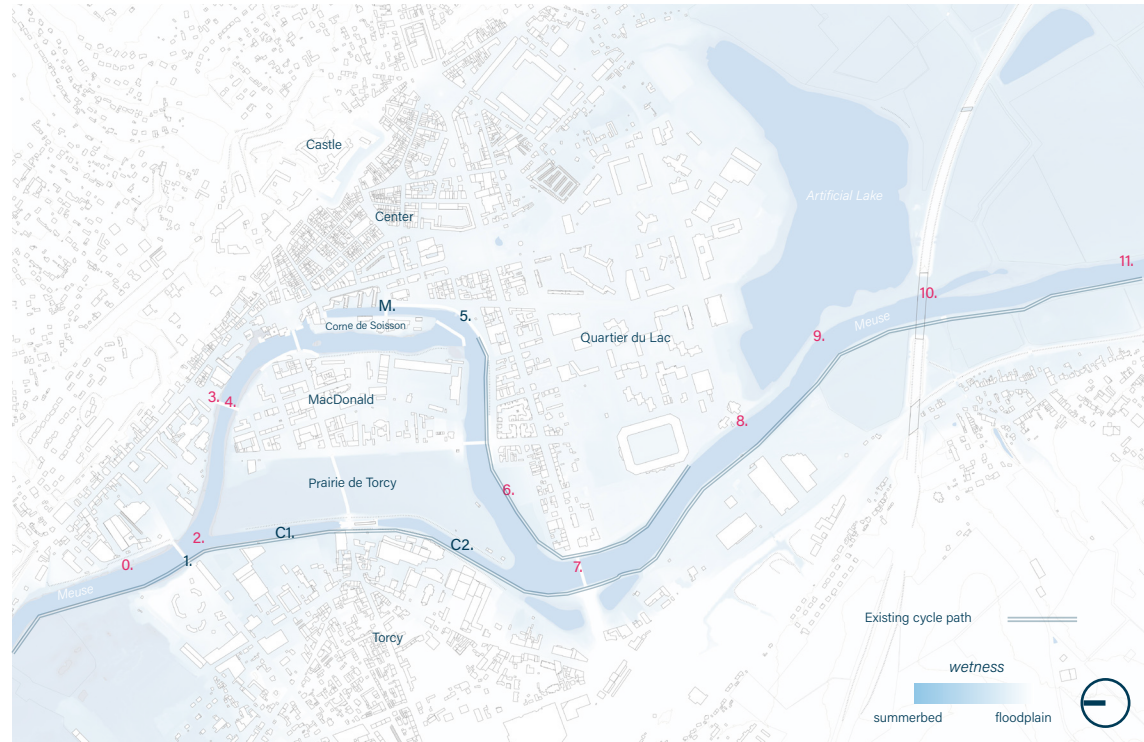 Castle
Artificial Lake
Center
11.
10.
M.
5.
Corne de Soisson
Meuse
9.
Quartier du Lac
3.
4.
MacDonald
8.
Prairie de Torcy
6.
C1.
2.
C2.
1.
0.
7.
Meuse
Existing cycle path
Torcy
wetness
summerbed
floodplain